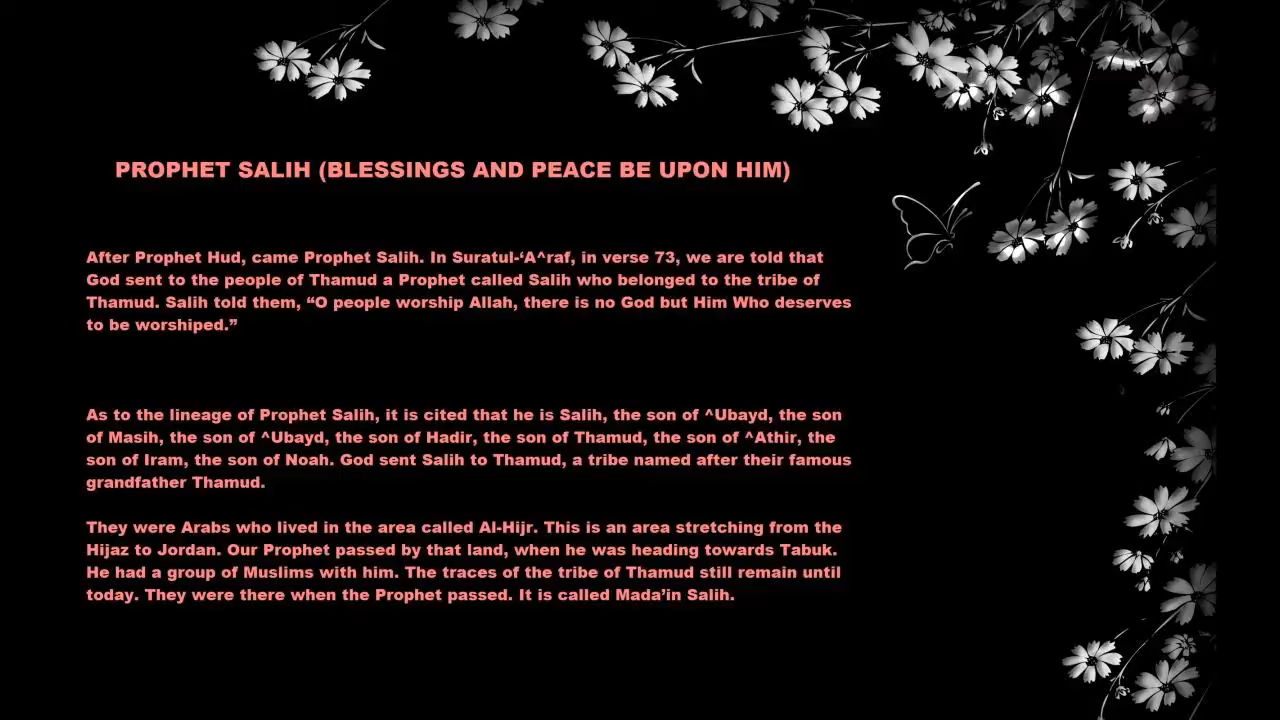 PROPHET SALIH (BLESSINGS AND PEACE BE UPON HIM)
After Prophet Hud, came Prophet Salih. In Suratul-‘A^raf, in verse 73, we are told that
God sent to the people of Thamud a Prophet called Salih who belonged to the tribe of
Thamud. Salih told them, “O people worship Allah, there is no God but Him Who deserves
to be worshiped.”
As to the lineage of Prophet Salih, it is cited that he is Salih, the son of ^Ubayd, the son
of Masih, the son of ^Ubayd, the son of Hadir, the son of Thamud, the son of ^Athir, the
son of Iram, the son of Noah. God sent Salih to Thamud, a tribe named after their famous
grandfather Thamud.
They were Arabs who lived in the area called Al-Hijr. This is an area stretching from the
Hijaz to Jordan. Our Prophet passed by that land, when he was heading towards Tabuk.
He had a group of Muslims with him. The traces of the tribe of Thamud still remain until
today. They were there when the Prophet passed. It is called Mada’in Salih.